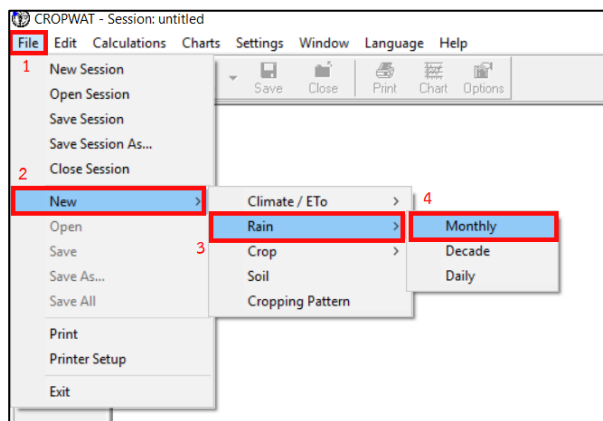 CROPWAT - Session: untitled
File Edit Calculations Charts Settings Window Language Help
1
New Session
Save Close Print Chart Options
Open Session
Save Session
Save Session As...
Close Session
2
New > Climate / ETo > 4
Open Rain > Monthly
Save 3 Crop > Decade
Save As... Soil Daily
Save All Cropping Pattern
Print
Printer Setup
Exit